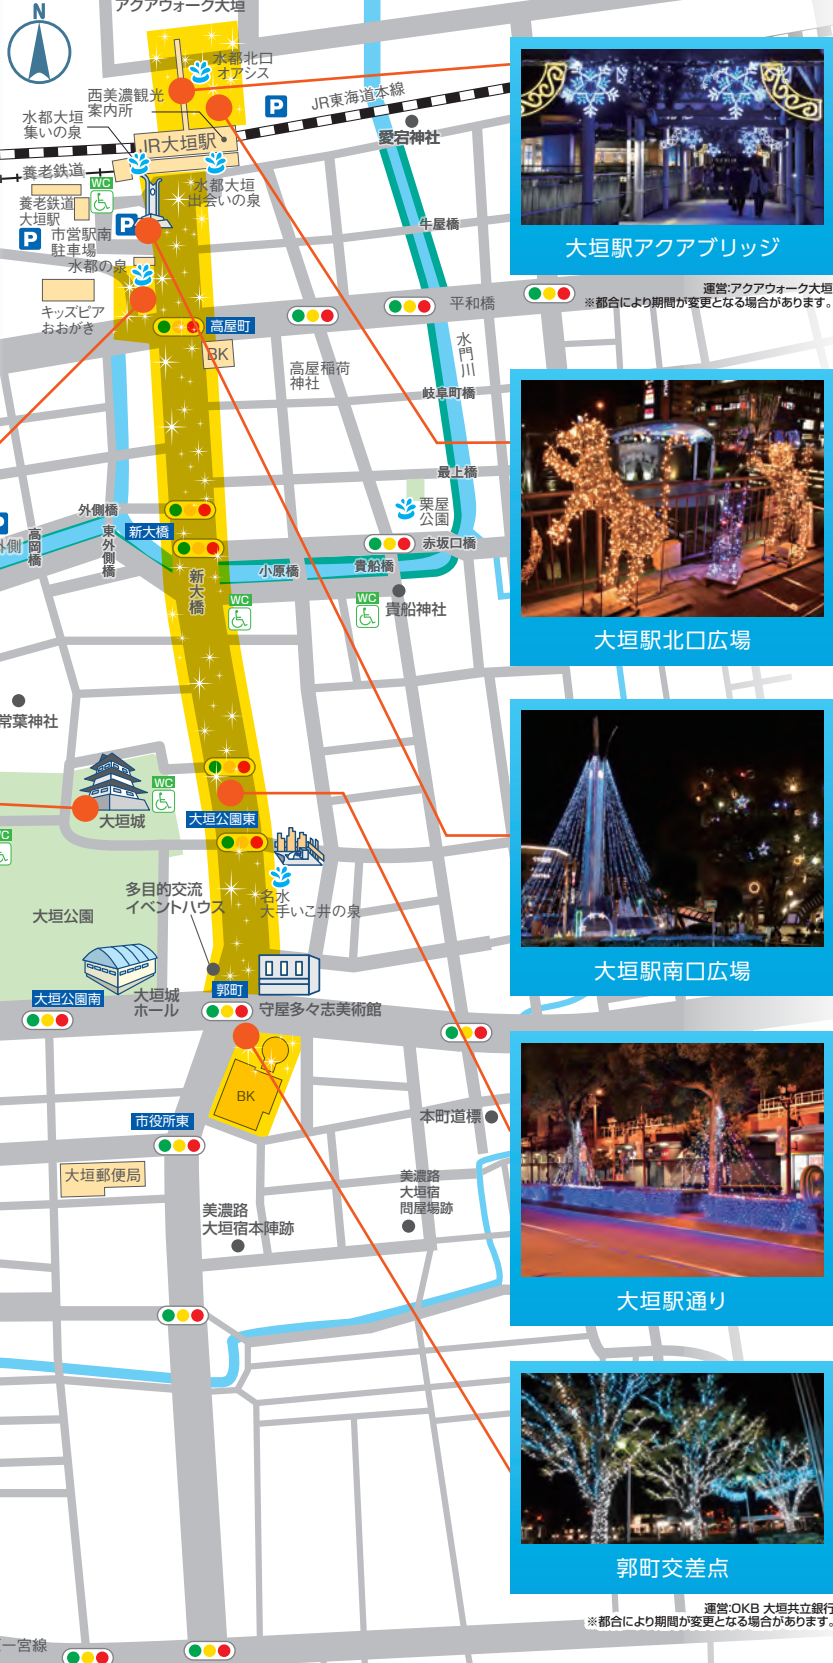 アクアウォーク大垣
N
水都北口
オアシス
西美濃観光
案内所
P
JR東海道本線
水都大垣
集いの泉
JR大垣駅
愛宕神社
養老鉄道
WC
水都大垣
出会いの泉
養老鉄道
大垣駅
P
P
市営駅南
駐車場
水都の泉
牛屋橋
キッズピア
おおがき
高屋町
BK
平和橋
水門川
高屋稲荷
神社
岐阜町橋
最上橋
栗屋
公園
外側橋
新大橋
赤坂口橋
外側
高岡橋
東外側橋
新大橋
小原橋
貴船橋
WC
WC
貴船神社
常葉神社
WC
大垣城
大垣公園東
WC
名水
大手いこ井の泉
多目的交流
イベントハウス
大垣公園
大垣城
ホール
郭町
守屋多々志美術館
大垣公園南
BK
市役所東
本町道標
大垣郵便局
美濃路
大垣宿
問屋場跡
美濃路
大垣宿本陣跡
一宮線
大垣駅アクアブリッジ
運営:アクアウォーク大垣
※都合により期間が変更となる場合があります。
大垣駅北口広場
大垣駅南口広場
大垣駅通り
郭町交差点
運営:OKB 大垣共立銀行
※都合により期間が変更となる場合があります。